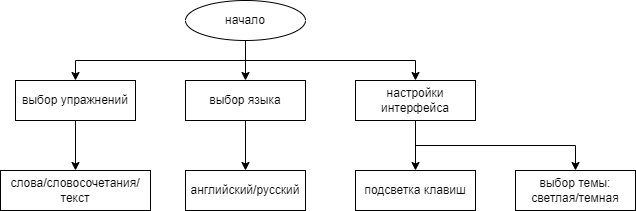 начало
выбор упражнений
выбор языка
настройки
интерфейса
слова/словосочетания/
текст
английский/русский
подсветка клавиш
выбор темы:
светлая/темная